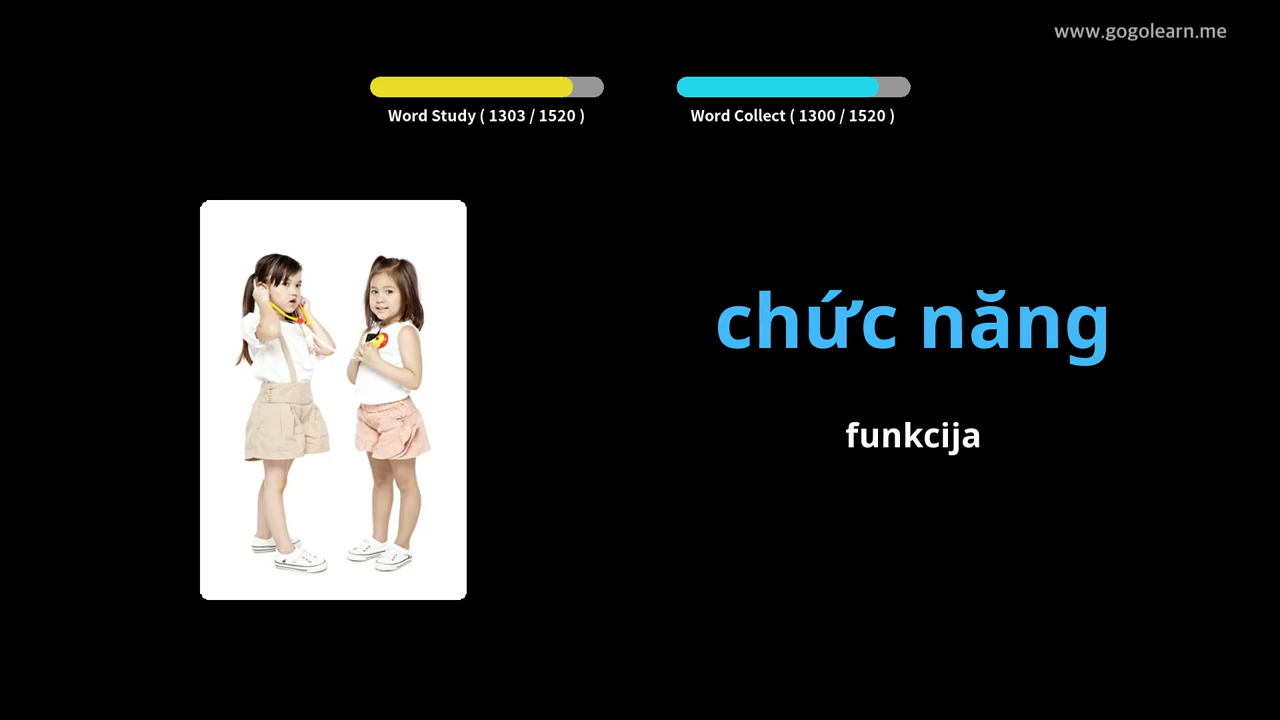 www.gogolearn.me
Word Study ( 1303 / 1520 )
Word Collect ( 1300 / 1520 )
chức năng
funkcija